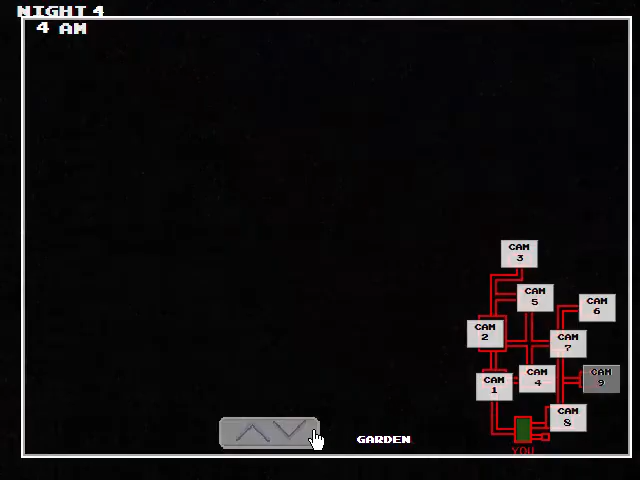 NIGHT 4
4 AM
CAM 3
CAM 5
CAM 6
CAM 2
CAM 7
CAM 9
CAM 4
CAM 1
CAM 8
GARDEN
YOU